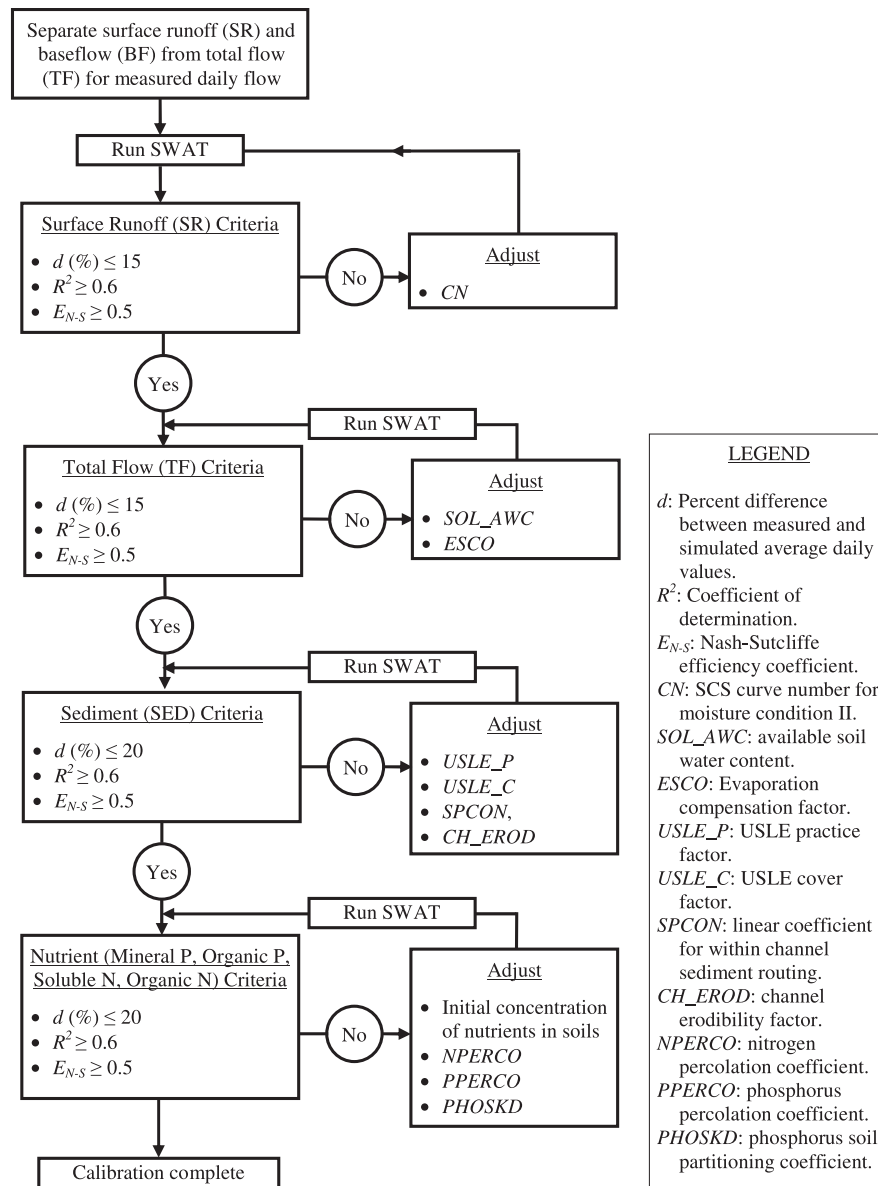 Separate surface runoff (SR) and
baseflow (BF) from total flow
(TF) for measured daily flow
Run SWAT
Surface Runoff (SR) Criteria
• d (%) ≤ 15
• R² ≥ 0.6
• E_N-S ≥ 0.5
No
Adjust
• CN
Yes
Run SWAT
Total Flow (TF) Criteria
• d (%) ≤ 15
• R² ≥ 0.6
• E_N-S ≥ 0.5
No
Adjust
• SOL_AWC
• ESCO
Yes
Run SWAT
Sediment (SED) Criteria
• d (%) ≤ 20
• R² ≥ 0.6
• E_N-S ≥ 0.5
No
Adjust
• USLE_P
• USLE_C
• SPCON,
• CH_EROD
Yes
Run SWAT
Nutrient (Mineral P, Organic P,
Soluble N, Organic N) Criteria
• d (%) ≤ 20
• R² ≥ 0.6
• E_N-S ≥ 0.5
No
Adjust
• Initial concentration
of nutrients in soils
• NPERCO
• PPERCO
• PHOSKD
Calibration complete
LEGEND
d: Percent difference
between measured and
simulated average daily
values.
R²: Coefficient of
determination.
E_N-S: Nash-Sutcliffe
efficiency coefficient.
CN: SCS curve number for
moisture condition II.
SOL_AWC: available soil
water content.
ESCO: Evaporation
compensation factor.
USLE_P: USLE practice
factor.
USLE_C: USLE cover
factor.
SPCON: linear coefficient
for within channel
sediment routing.
CH_EROD: channel
erodibility factor.
NPERCO: nitrogen
percolation coefficient.
PPERCO: phosphorus
percolation coefficient.
PHOSKD: phosphorus soil
partitioning coefficient.